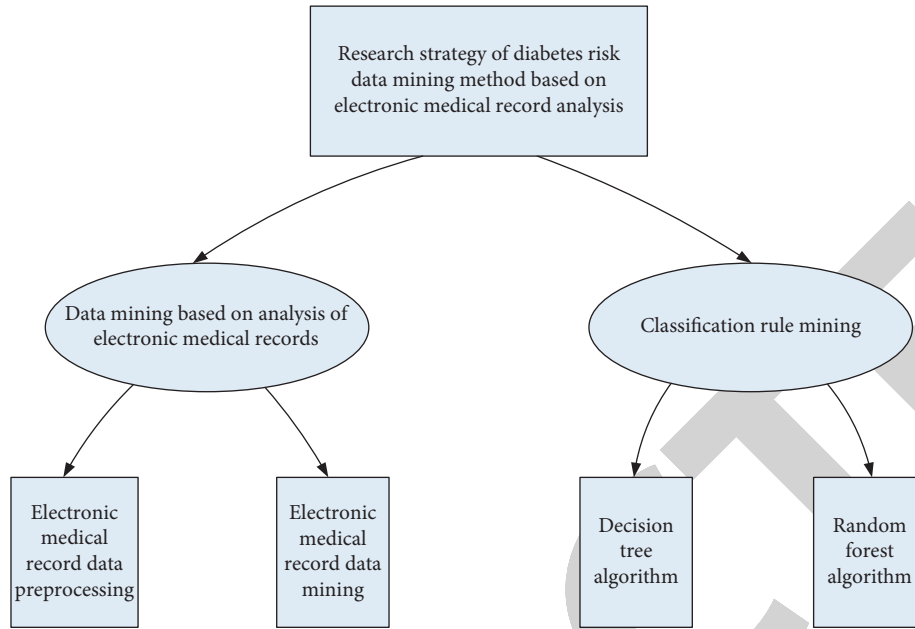 Research strategy of diabetes risk
data mining method based on
electronic medical record analysis
Data mining based on analysis of
electronic medical records
Classification rule mining
Electronic
medical
record data
preprocessing
Electronic
medical
record data
mining
Decision
tree
algorithm
Random
forest
algorithm